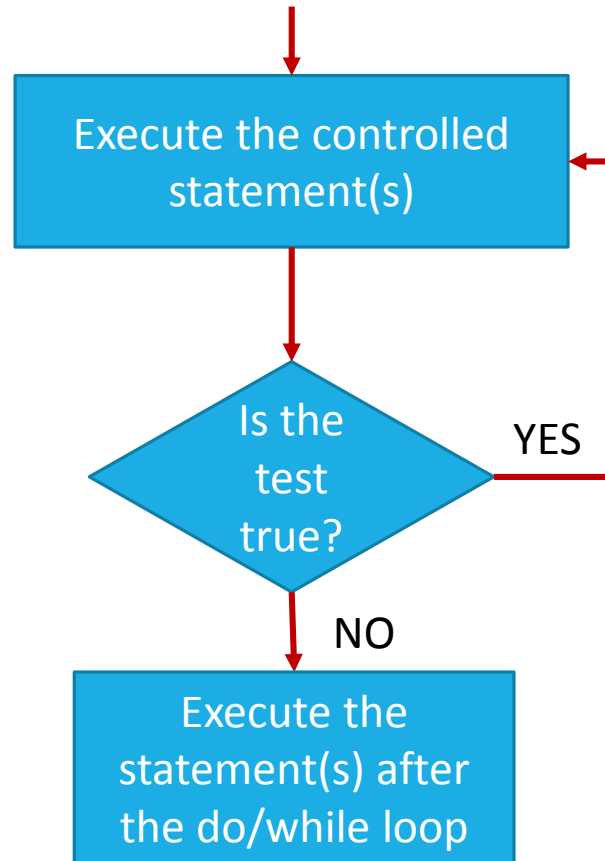 Execute the controlled
statement(s)
Is the
test
true?
YES
NO
Execute the
statement(s) after
the do/while loop